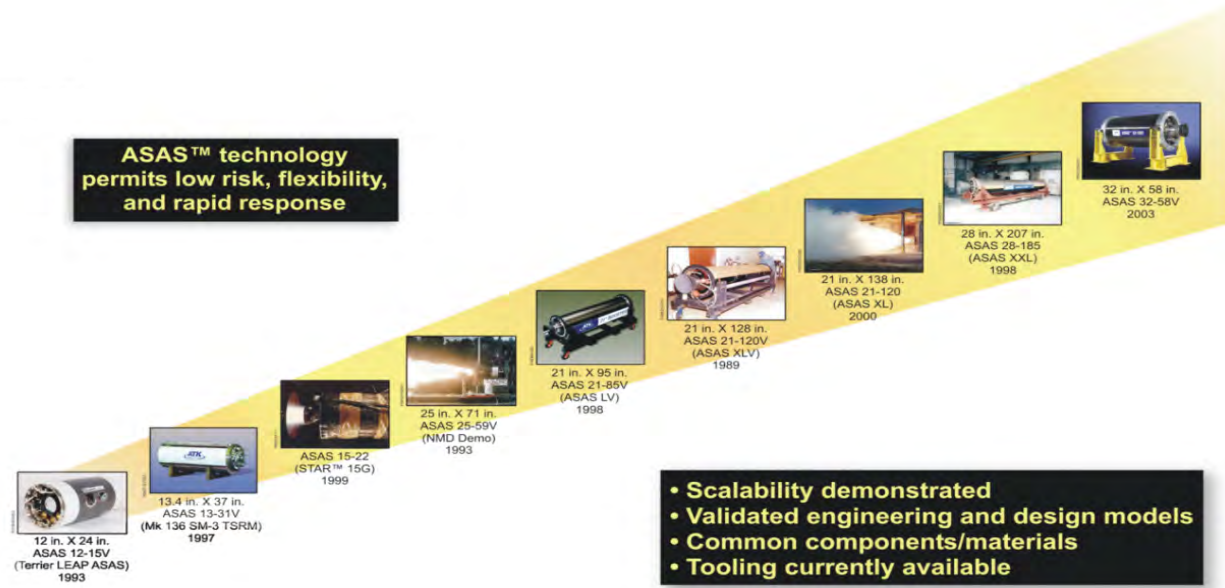 ASAS™ technology
permits low risk, flexibility,
and rapid response
12 in. X 24 in.
ASAS 12-15V
(Terrier LEAP ASAS)
1993
ATK
13.4 in. X 37 in.
ASAS 13-31V
(Mk 136 SM-3 TSRM)
1997
ASAS 15-22
(STAR™ 15G)
1999
25 in. X 71 in.
ASAS 25-59V
(NMD Demo)
1993
21 in. X 95 in.
ASAS 21-85V
(ASAS LV)
1998
21 in. X 128 in.
ASAS 21-120V
(ASAS XLV)
1989
21 in. X 138 in.
ASAS 21-120
(ASAS XL)
2000
28 in. X 207 in.
ASAS 28-185
(ASAS XXL)
1998
32 in. X 58 in.
ASAS 32-58V
2003
• Scalability demonstrated
• Validated engineering and design models
• Common components/materials
• Tooling currently available